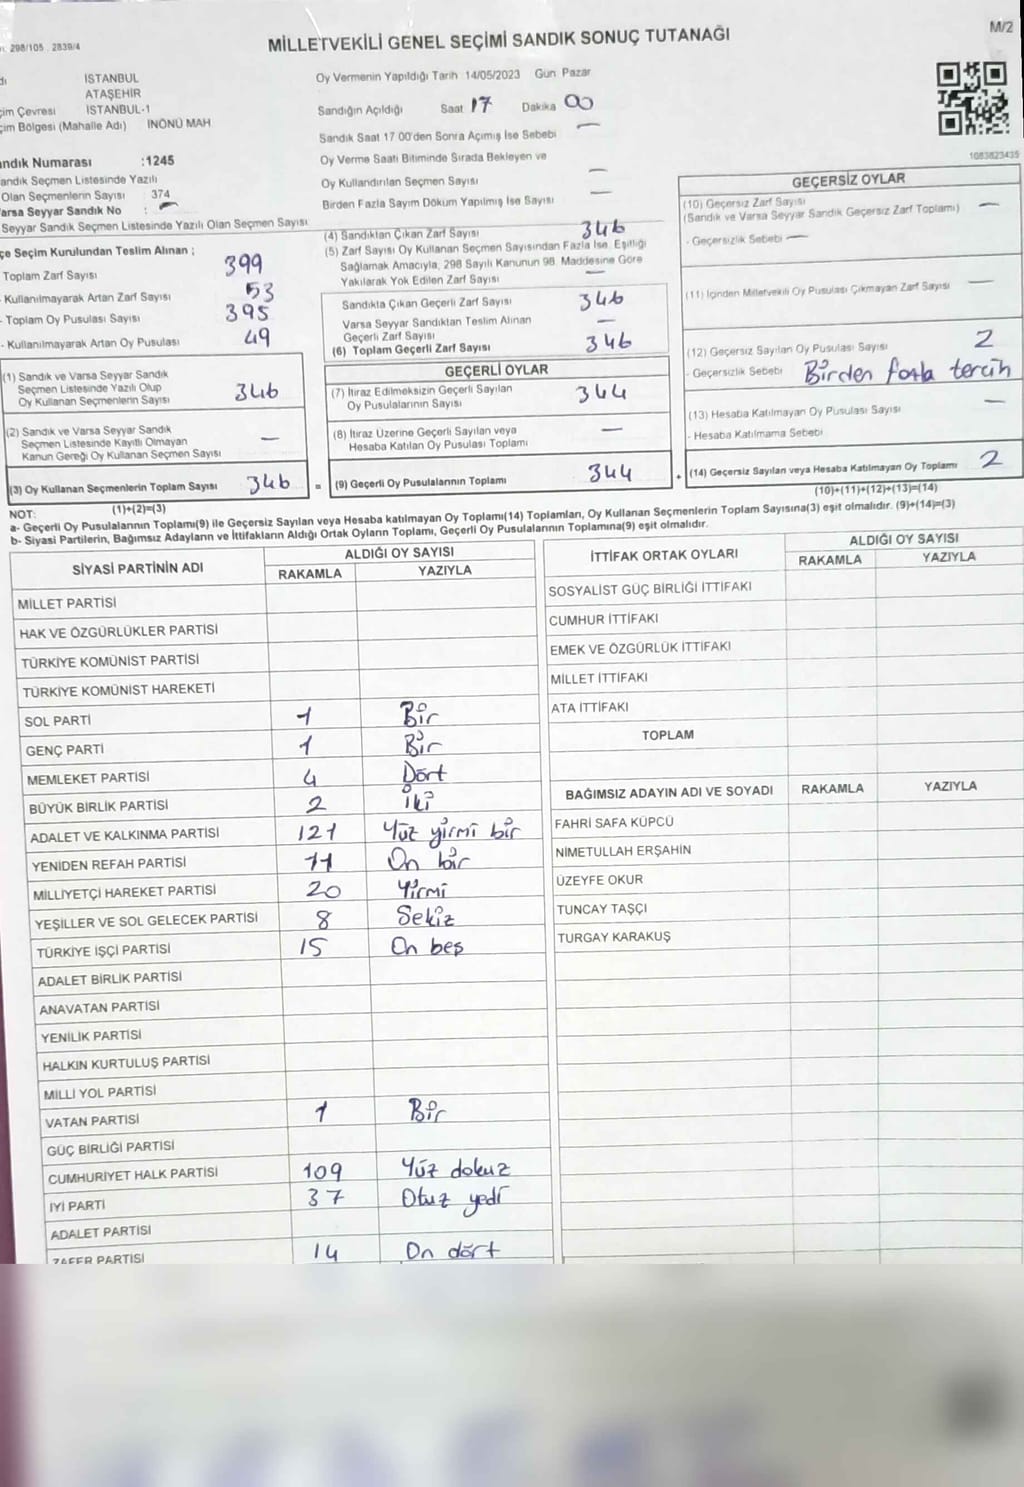 298/105 2839/4
MİLLETVEKİLİ GENEL SEÇİMİ SANDIK SONUÇ TUTANAĞI
M/2
İSTANBUL
ATAŞEHİR
çim Çevresi İSTANBUL-1
çim Bölgesi (Mahalle Adı) İNÖNÜ MAH
andık Numarası :1245
andık Seçmen Listesinde Yazılı
Olan Seçmenlerin Sayısı : 374
Varsa Seyyar Sandık No : —
Seyyar Sandık Seçmen Listesinde Yazılı Olan Seçmen Sayısı
Oy Vermenin Yapıldığı Tarih 14/05/2023 Gün Pazar
Sandığın Açıldığı Saat 17 Dakika 00
Sandık Saat 17 00'den Sonra Açımış İse Sebebi —
Oy Verme Saati Bitiminde Sırada Bekleyen ve
Oy Kullandırılan Seçmen Sayısı —
Birden Fazla Sayım Döküm Yapılmış İse Sayısı —
1083823435
çe Seçim Kurulundan Teslim Alınan ;
Toplam Zarf Sayısı 399
- Kullanılmayarak Artan Zarf Sayısı 53
- Toplam Oy Pusulası Sayısı 395
- Kullanılmayarak Artan Oy Pusulası 49
(1) Sandık ve Varsa Seyyar Sandık
Seçmen Listesinde Yazılı Olup
Oy Kullanan Seçmenlerin Sayısı 346
(2) Sandık ve Varsa Seyyar Sandık
Seçmen Listesinde Kayıtlı Olmayan
Kanun Gereği Oy Kullanan Seçmen Sayısı —
(3) Oy Kullanan Seçmenlerin Toplam Sayısı 346 =
(1)+(2)=(3)
(4) Sandıktan Çıkan Zarf Sayısı 346
(5) Zarf Sayısı Oy Kullanan Seçmen Sayısından Fazla İse, Eşitliği
Sağlamak Amacıyla, 298 Sayılı Kanunun 98. Maddesine Göre
Yakılarak Yok Edilen Zarf Sayısı —
Sandıkta Çıkan Geçerli Zarf Sayısı 346
Varsa Seyyar Sandıktan Teslim Alınan
Geçerli Zarf Sayısı —
(6) Toplam Geçerli Zarf Sayısı 346
GEÇERLİ OYLAR
(7) İtiraz Edilmeksizin Geçerli Sayılan
Oy Pusulalarının Sayısı 344
(8) İtiraz Üzerine Geçerli Sayılan veya
Hesaba Katılan Oy Pusulası Toplamı —
(9) Geçerli Oy Pusulalarının Toplamı 344 +
GEÇERSİZ OYLAR
(10) Geçersiz Zarf Sayısı
(Sandık ve Varsa Seyyar Sandık Geçersiz Zarf Toplamı) —
- Geçersizlik Sebebi —
(11) İçinden Milletvekili Oy Pusulası Çıkmayan Zarf Sayısı —
(12) Geçersiz Sayılan Oy Pusulası Sayısı 2
- Geçersizlik Sebebi Birden fazla tercih
(13) Hesaba Katılmayan Oy Pusulası Sayısı —
- Hesaba Katılmama Sebebi
(14) Geçersiz Sayılan veya Hesaba Katılmayan Oy Toplamı 2
(10)+(11)+(12)+(13)=(14)
NOT:
a- Geçerli Oy Pusulalarının Toplamı(9) ile Geçersiz Sayılan veya Hesaba katılmayan Oy Toplamı(14) Toplamları, Oy Kullanan Seçmenlerin Toplam Sayısına(3) eşit olmalıdır. (9)+(14)=(3)
b- Siyasi Partilerin, Bağımsız Adayların ve İttifakların Aldığı Ortak Oyların Toplamı, Geçerli Oy Pusulalarının Toplamına(9) eşit olmalıdır.
SİYASİ PARTİNİN ADI ALDIĞI OY SAYISI
RAKAMLA YAZIYLA
MİLLET PARTİSİ
HAK VE ÖZGÜRLÜKLER PARTİSİ
TÜRKİYE KOMÜNİST PARTİSİ
TÜRKİYE KOMÜNİST HAREKETİ
SOL PARTİ 1 Bir
GENÇ PARTİ 1 Bir
MEMLEKET PARTİSİ 4 Dört
BÜYÜK BİRLİK PARTİSİ 2 İki
ADALET VE KALKINMA PARTİSİ 121 Yüz yirmi bir
YENİDEN REFAH PARTİSİ 11 On bir
MİLLİYETÇİ HAREKET PARTİSİ 20 Yirmi
YEŞİLLER VE SOL GELECEK PARTİSİ 8 Sekiz
TÜRKİYE İŞÇİ PARTİSİ 15 On beş
ADALET BİRLİK PARTİSİ
ANAVATAN PARTİSİ
YENİLİK PARTİSİ
HALKIN KURTULUŞ PARTİSİ
MİLLİ YOL PARTİSİ
VATAN PARTİSİ 1 Bir
GÜÇ BİRLİĞİ PARTİSİ
CUMHURİYET HALK PARTİSİ 109 Yüz dokuz
İYİ PARTİ 37 Otuz yedi
ADALET PARTİSİ
ZAFER PARTİSİ 14 On dört
İTTİFAK ORTAK OYLARI ALDIĞI OY SAYISI
RAKAMLA YAZIYLA
SOSYALİST GÜÇ BİRLİĞİ İTTİFAKI
CUMHUR İTTİFAKI
EMEK VE ÖZGÜRLÜK İTTİFAKI
MİLLET İTTİFAKI
ATA İTTİFAKI
TOPLAM
BAĞIMSIZ ADAYIN ADI VE SOYADI RAKAMLA YAZIYLA
FAHRİ SAFA KÜPCÜ
NİMETULLAH ERŞAHİN
ÜZEYFE OKUR
TUNCAY TAŞÇI
TURGAY KARAKUŞ